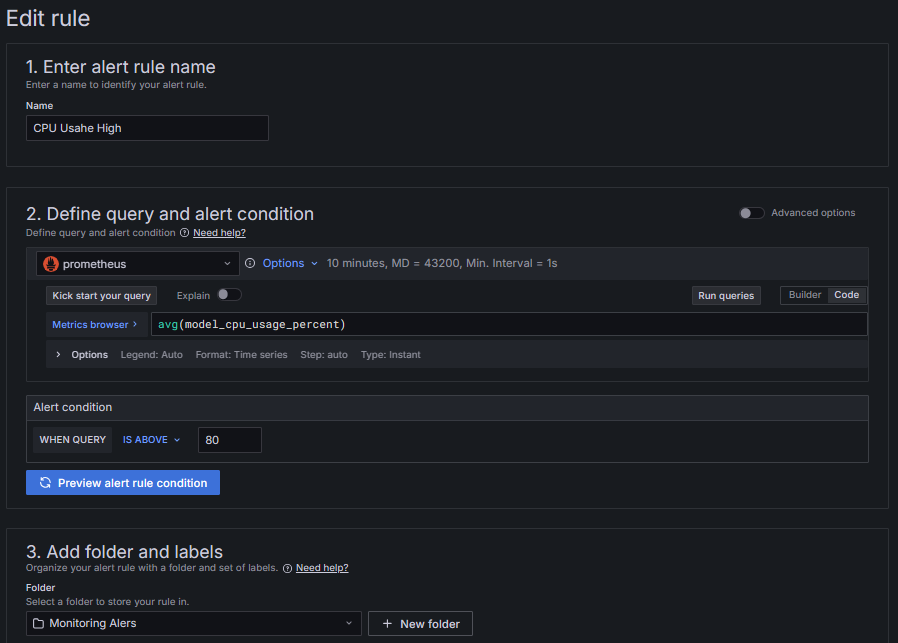 Edit rule
1. Enter alert rule name
Enter a name to identify your alert rule.
Name
CPU Usahe High
2. Define query and alert condition
Advanced options
Define query and alert condition Need help?
prometheus Options 10 minutes, MD = 43200, Min. Interval = 1s
Kick start your query Explain Run queries Builder Code
Metrics browser > avg(model_cpu_usage_percent)
> Options Legend: Auto Format: Time series Step: auto Type: Instant
Alert condition
WHEN QUERY IS ABOVE 80
Preview alert rule condition
3. Add folder and labels
Organize your alert rule with a folder and set of labels. Need help?
Folder
Select a folder to store your rule in.
Monitoring Alers + New folder